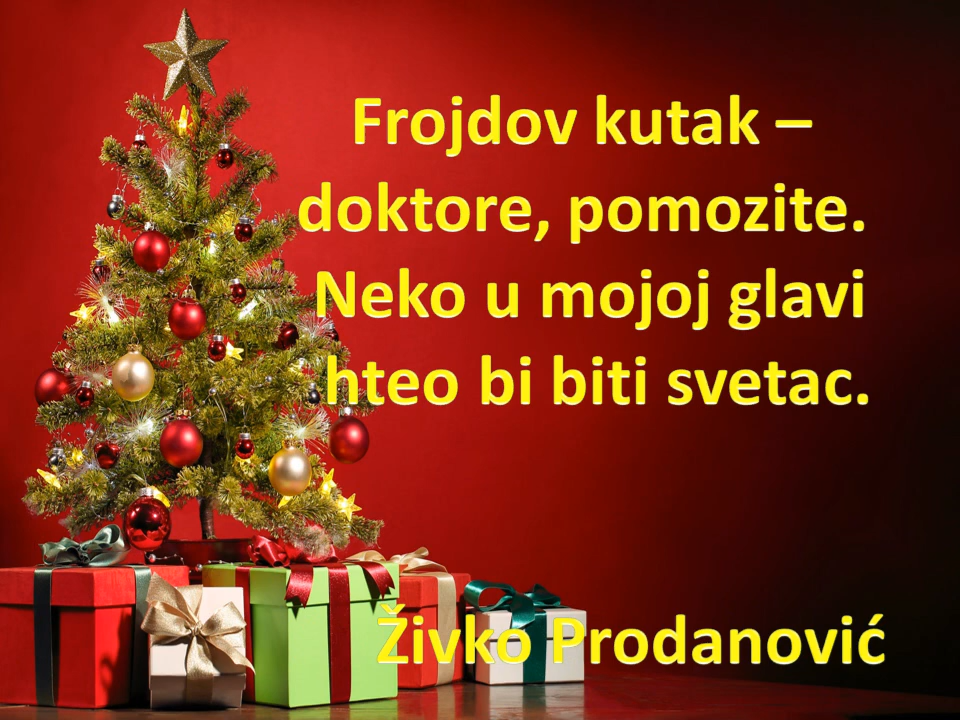 Frojdov kutak –
doktore, pomozite.
Neko u mojoj glavi
hteo bi biti svetac.
Živko Prodanović